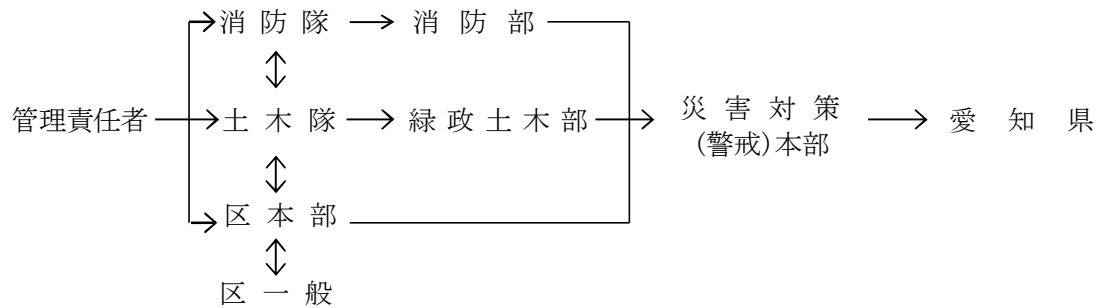 消防隊 消防部
管理責任者 土木隊 緑政土木部 災害対策 愛知県
(警戒)本部
区本部
区一般